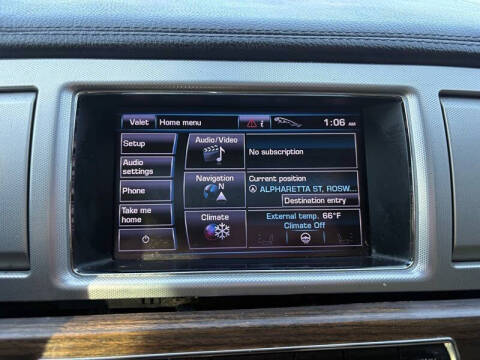 Valet Home menu i 1:06 AM
Setup
Audio settings
Phone
Take me home
Audio/Video
Navigation
N
Climate
No subscription
Current position
ALPHARETTA ST, ROSW...
Destination entry
External temp. 66°F
Climate Off